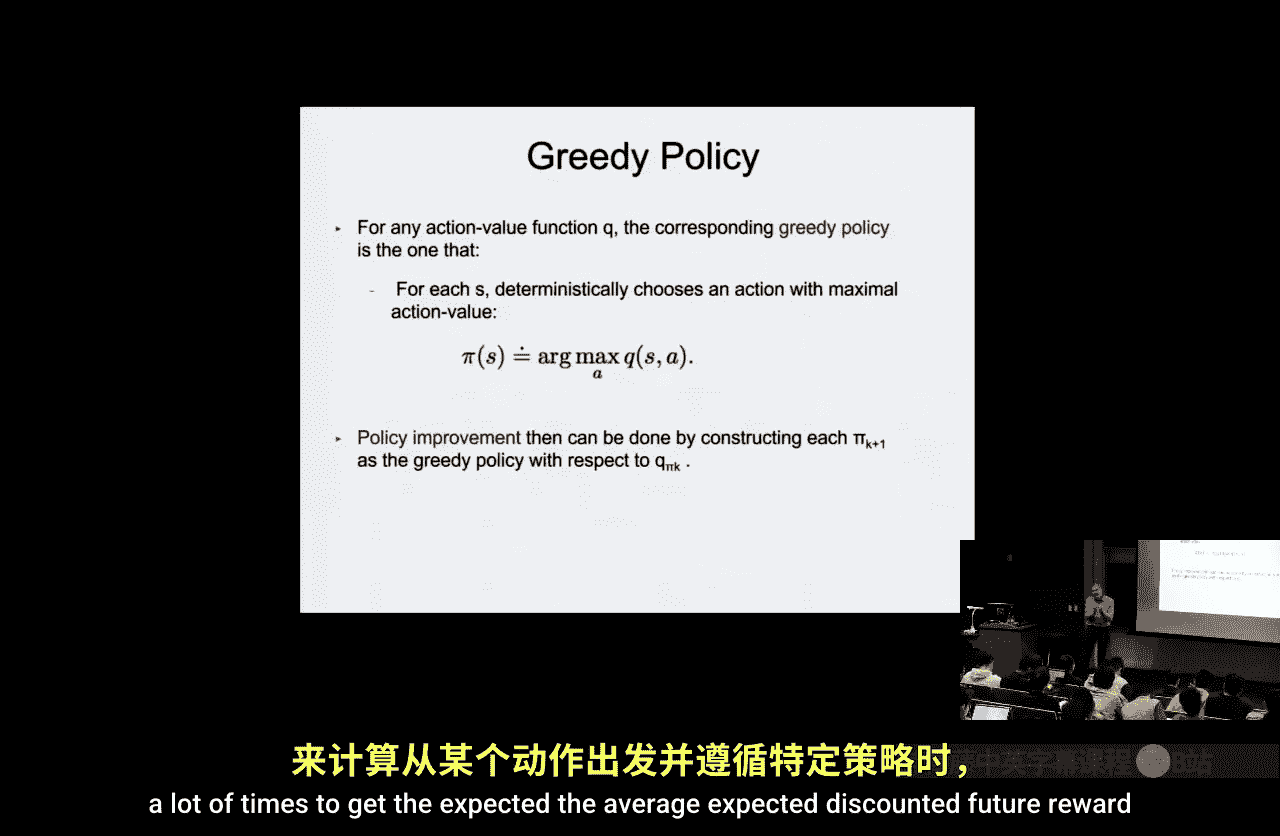 Greedy Policy
‣ For any action-value function q, the corresponding greedy policy
is the one that:
- For each s, deterministically chooses an action with maximal
action-value:
π(s) ≐ arg max q(s, a).
a
‣ Policy improvement then can be done by constructing each πk+1
as the greedy policy with respect to qπk .
来计算从某个动作出发并遵循特定策略时，
a lot of times to get the expected the average expected discounted future reward